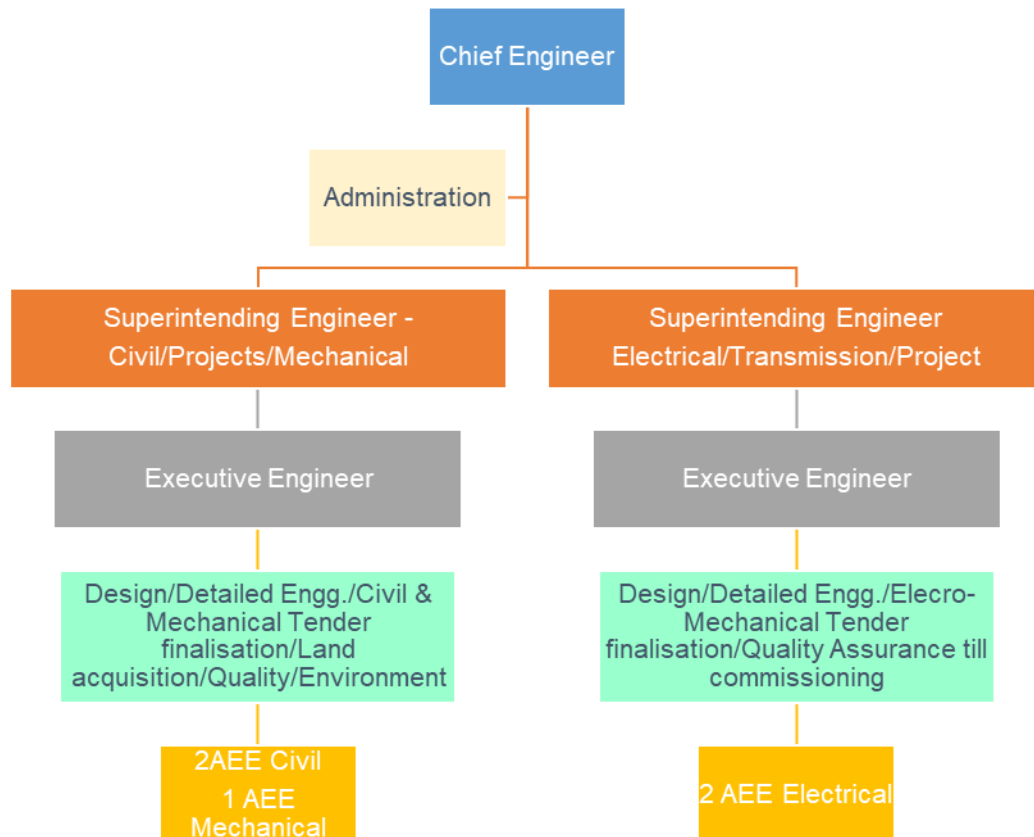 Chief Engineer
Administration
Superintending Engineer -
Civil/Projects/Mechanical
Superintending Engineer
Electrical/Transmission/Project
Executive Engineer
Executive Engineer
Design/Detailed Engg./Civil &
Mechanical Tender
finalisation/Land
acquisition/Quality/Environment
Design/Detailed Engg./Elecro-
Mechanical Tender
finalisation/Quality Assurance till
commissioning
2AEE Civil
1 AEE
Mechanical
2 AEE Electrical